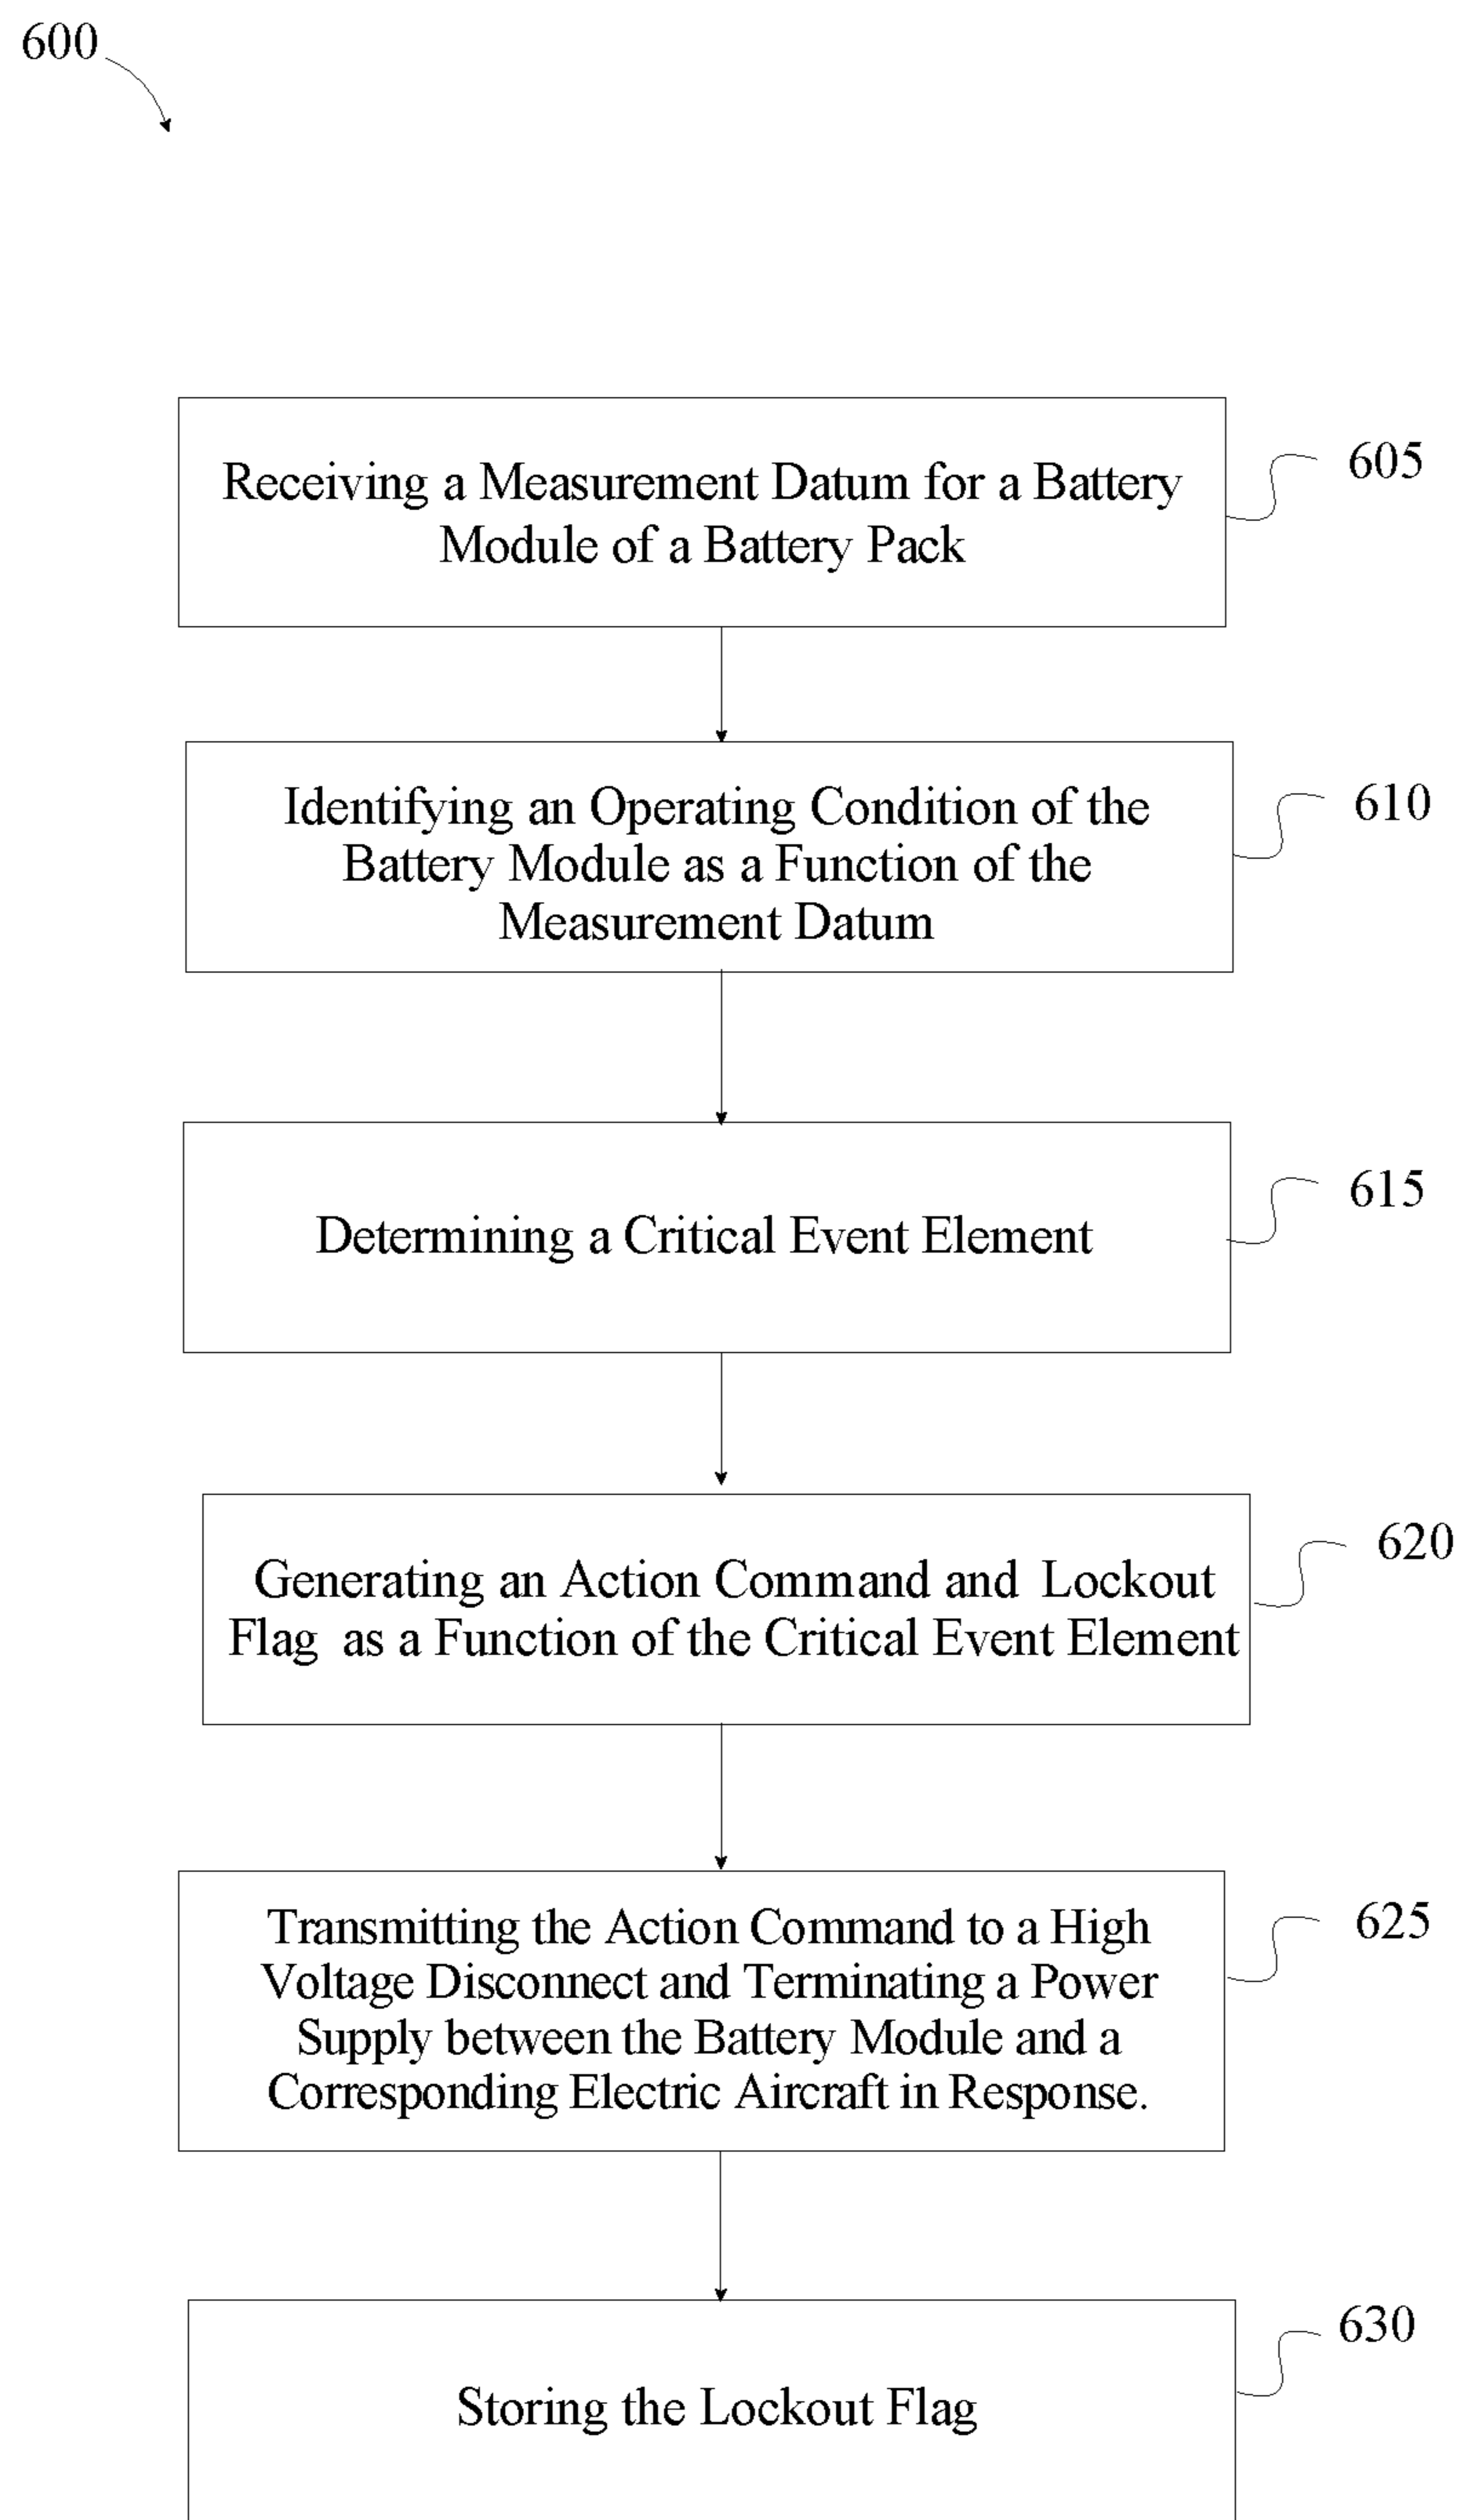 600
Receiving a Measurement Datum for a Battery
Module of a Battery Pack
605
Identifying an Operating Condition of the
Battery Module as a Function of the
Measurement Datum
610
Determining a Critical Event Element
615
Generating an Action Command and Lockout
Flag as a Function of the Critical Event Element
620
Transmitting the Action Command to a High
Voltage Disconnect and Terminating a Power
Supply between the Battery Module and a
Corresponding Electric Aircraft in Response.
625
Storing the Lockout Flag
630